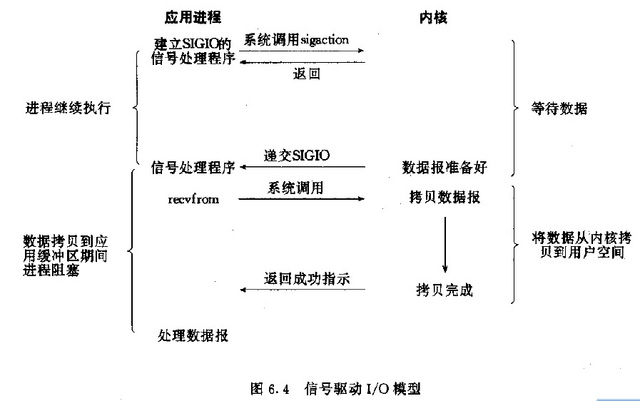 应用进程
内核
建立SIGIO的
信号处理程序
系统调用sigaction
返回
进程继续执行
等待数据
信号处理程序
递交SIGIO
数据报准备好
recvfrom
系统调用
拷贝数据报
数据拷贝到应
用缓冲区期间
进程阻塞
将数据从内核拷
贝到用户空间
返回成功指示
拷贝完成
处理数据报
图 6.4 信号驱动 I/O 模型